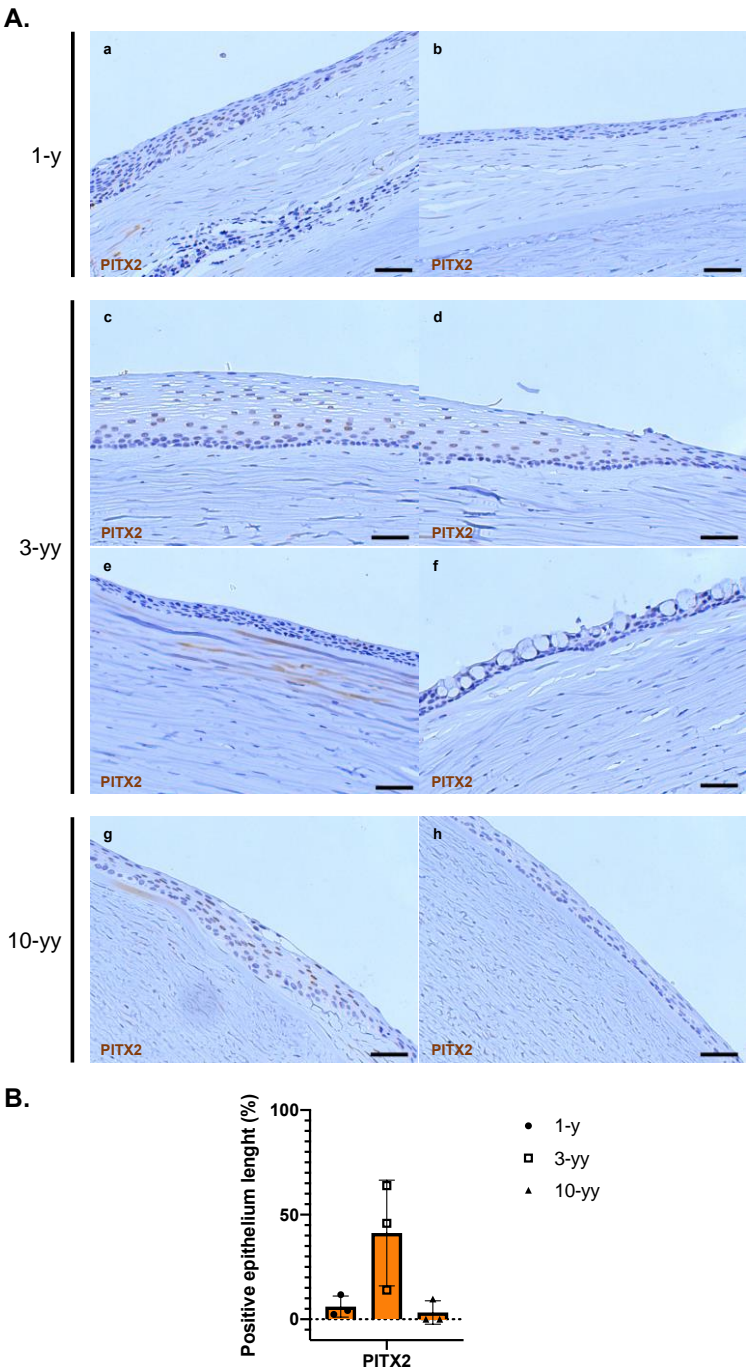 A.
1-y
a
PITX2
b
PITX2
3-yy
c
PITX2
d
PITX2
e
PITX2
f
PITX2
10-yy
g
PITX2
h
PITX2
B.
Positive epithelium lenght (%)
100
50
0
PITX2
1-y
3-yy
10-yy